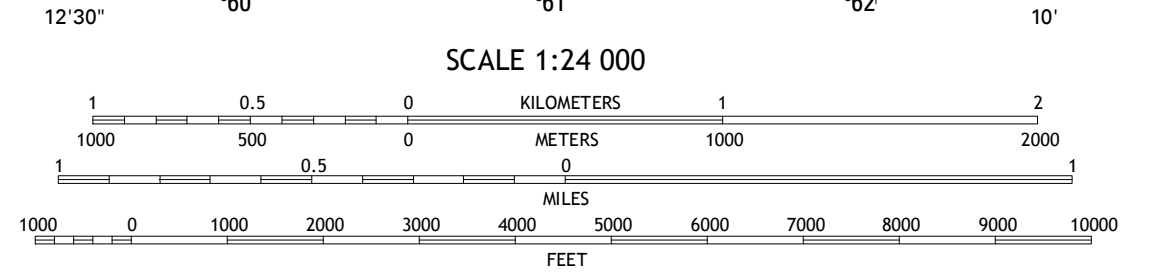 60 61 62
12'30" 10'
SCALE 1:24 000
1 0.5 0 KILOMETERS 1 2
1000 500 0 METERS 1000 2000
1 0.5 0 1
MILES
1000 0 1000 2000 3000 4000 5000 6000 7000 8000 9000 10000
FEET